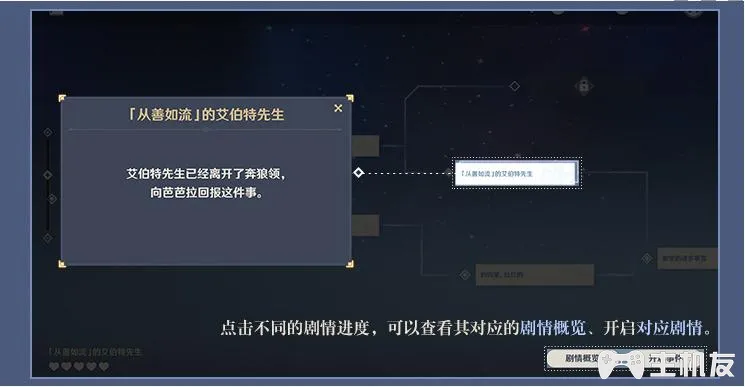 「从善如流」的艾伯特先生
艾伯特先生已经离开了奔狼领，
向芭芭拉回报这件事。
「从善如流」的艾伯特先生
点击不同的剧情进度，可以查看其对应的剧情概览、开启对应剧情。
「从善如流」的艾伯特先生
剧情概览
主机友